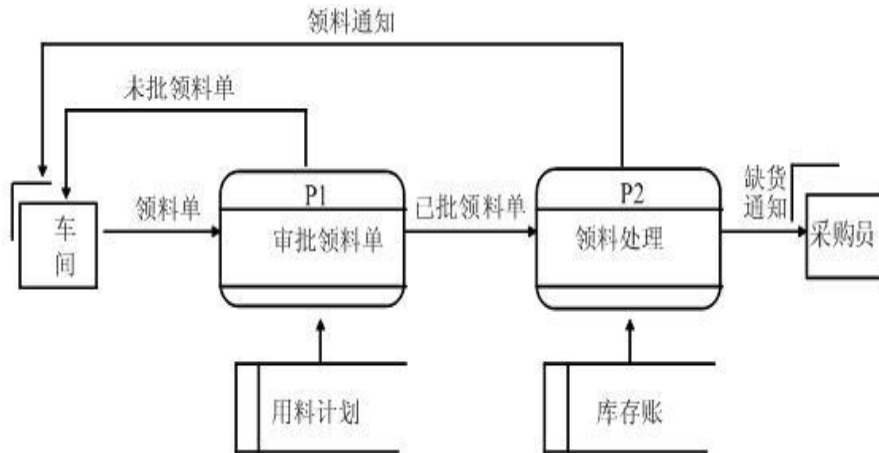 领料通知
未批领料单
车
间
领料单
P1
审批领料单
已批领料单
P2
领料处理
缺货
通知
采购员
用料计划
库存账